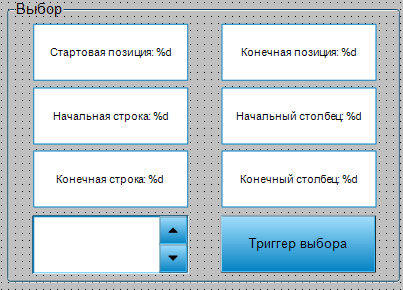 Выбор
Стартовая позиция: %d
Конечная позиция: %d
Начальная строка: %d
Начальный столбец: %d
Конечная строка: %d
Конечный столбец: %d
Триггер выбора